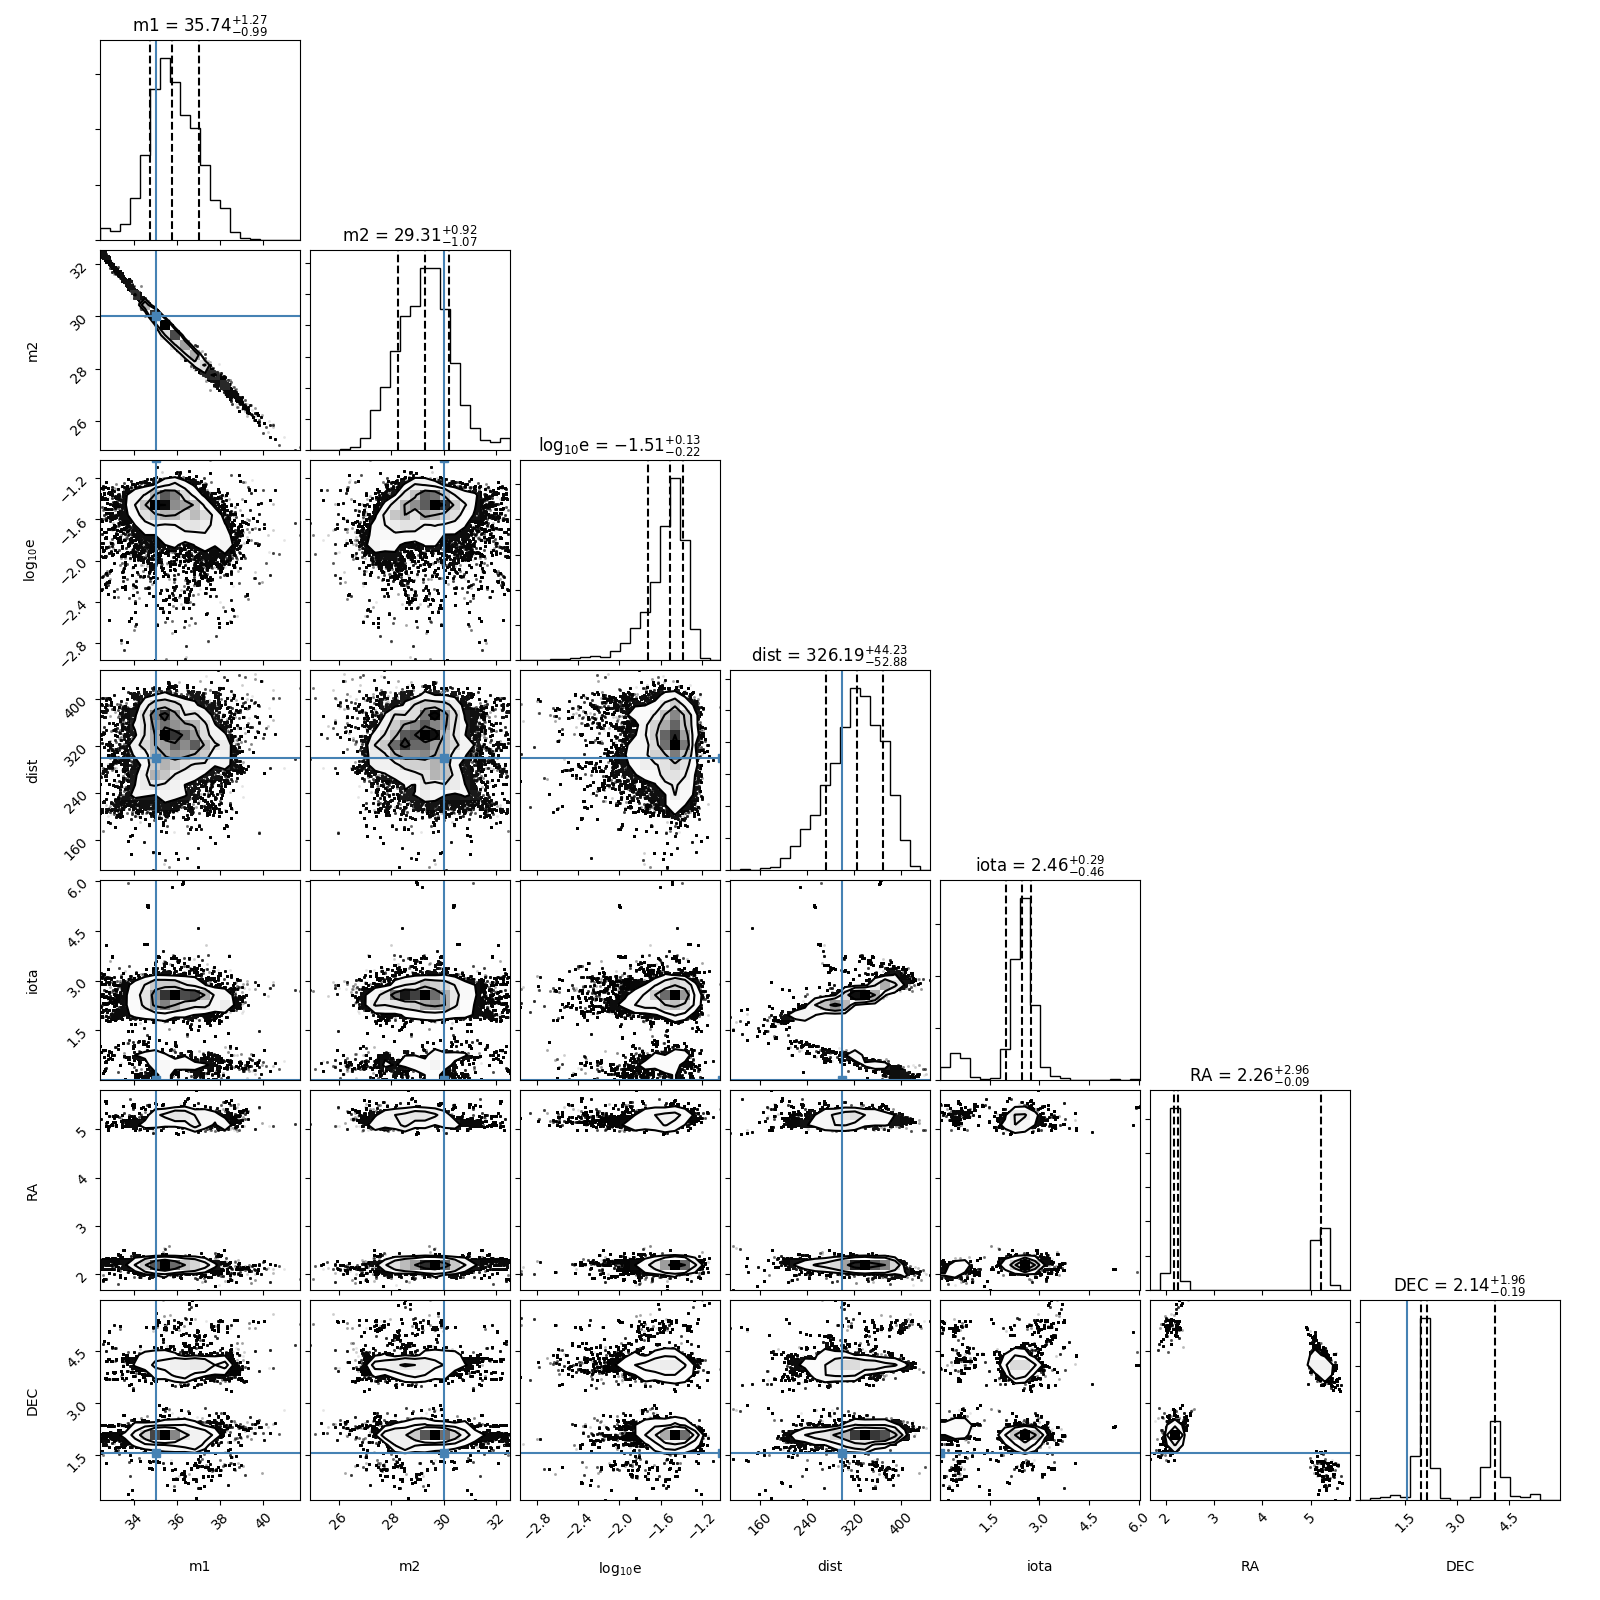 m1 = 35.74+1.27 −0.99
32
30
28
26
m2
m2 = 29.31+0.92 −1.07
−1.2
−1.6
−2.0
−2.4
−2.8
log10e
log10e = −1.51+0.13 −0.22
400
320
240
160
dist
dist = 326.19+44.23 −52.88
6.0
4.5
3.0
1.5
iota
iota = 2.46+0.29 −0.46
5
4
3
2
RA
RA = 2.26+2.96 −0.09
4.5
3.0
1.5
DEC
DEC = 2.14+1.96 −0.19
34 36 38 40
26 28 30 32
−2.8 −2.4 −2.0 −1.6 −1.2
160 240 320 400
1.5 3.0 4.5 6.0
2 3 4 5
1.5 3.0 4.5
m1 m2 log10e dist iota RA DEC